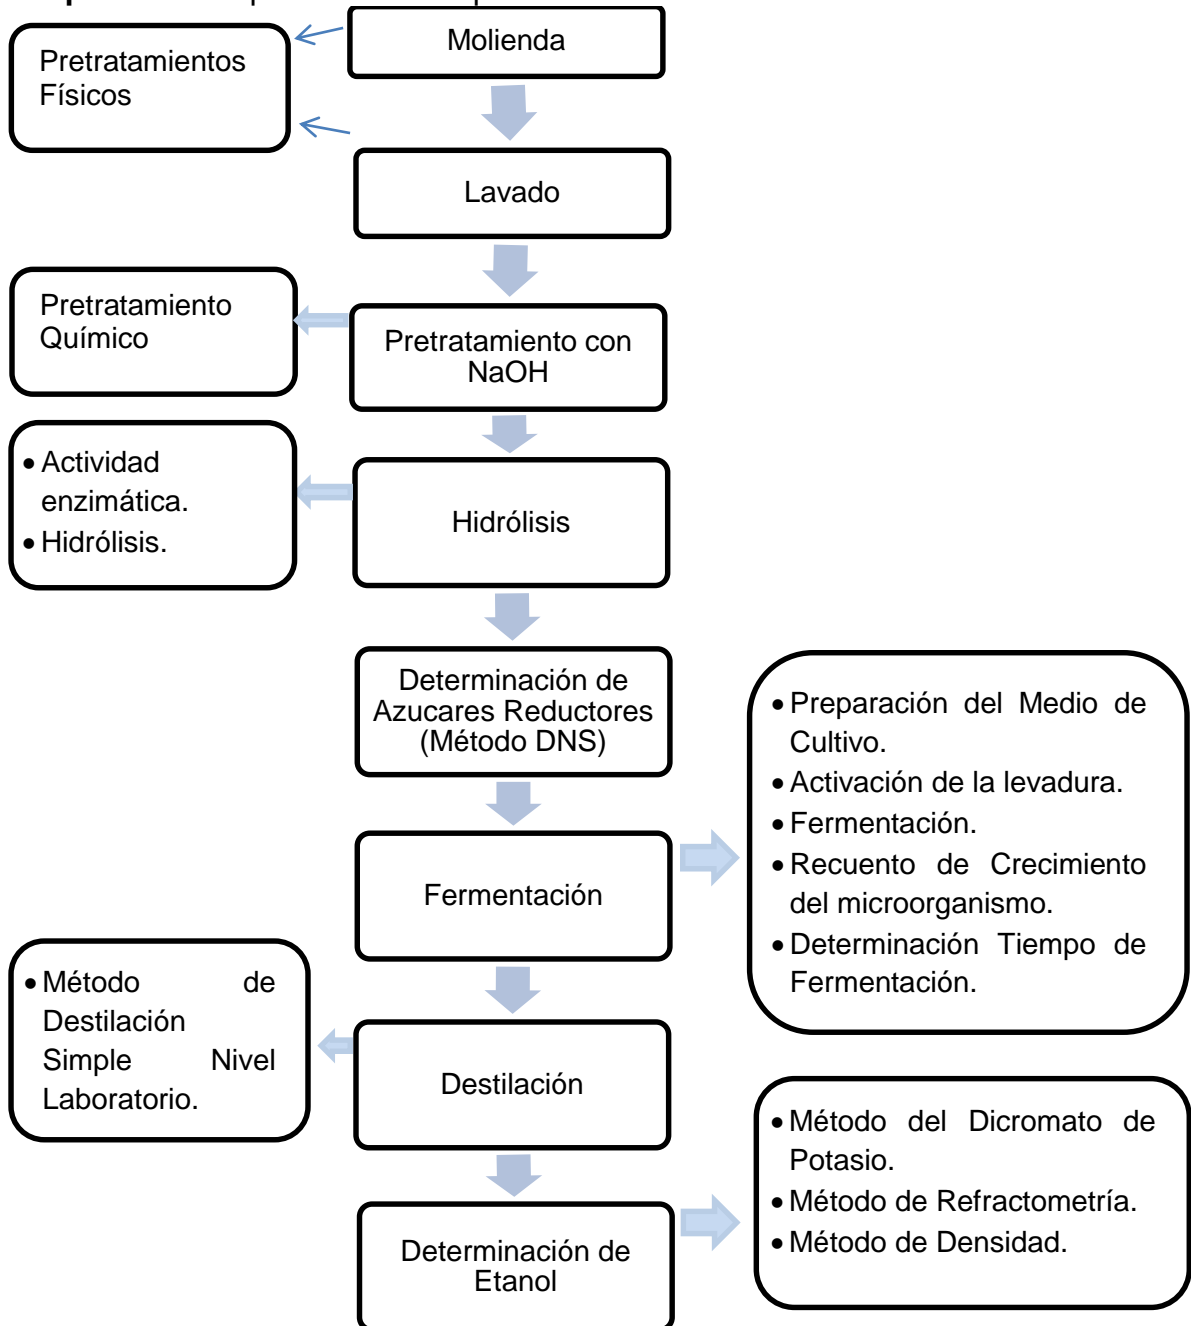 Molienda
Pretratamientos
Físicos
Lavado
Pretratamiento
Químico
Pretratamiento con
NaOH
• Actividad
enzimática.
• Hidrólisis.
Hidrólisis
Determinación de
Azucares Reductores
(Método DNS)
• Preparación del Medio de
Cultivo.
• Activación de la levadura.
• Fermentación.
• Recuento de Crecimiento
del microorganismo.
• Determinación Tiempo de
Fermentación.
Fermentación
• Método de
Destilación
Simple Nivel
Laboratorio.
Destilación
• Método del Dicromato de
Potasio.
• Método de Refractometría.
• Método de Densidad.
Determinación de
Etanol